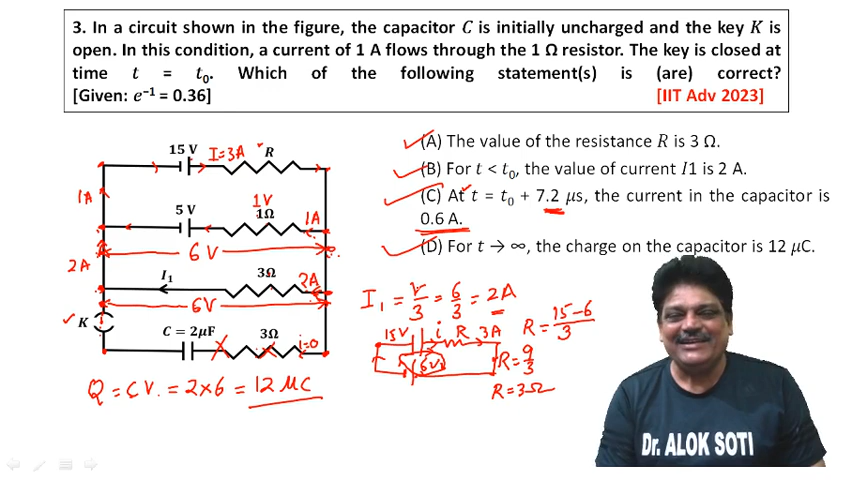 3. In a circuit shown in the figure, the capacitor C is initially uncharged and the key K is
open. In this condition, a current of 1 A flows through the 1 Ω resistor. The key is closed at
time t = t₀. Which of the following statement(s) is (are) correct?
[Given: e⁻¹ = 0.36] [IIT Adv 2023]
(A) The value of the resistance R is 3 Ω.
(B) For t < t₀, the value of current I1 is 2 A.
(C) At t = t₀ + 7.2 μs, the current in the capacitor is
0.6 A.
(D) For t → ∞, the charge on the capacitor is 12 μC.
15 V I=3A R
1A
5 V 1V 1Ω 1A
6V
2A
I₁ 3Ω 2A
6V
K
C = 2μF 3Ω i=0
Q = CV. = 2×6 = 12 μC
I₁ = V/3 = 6/3 = 2A
15V i R 3A
6V
R = 15-6/3
R = 9/3
R = 3Ω
Dr. ALOK SOTI